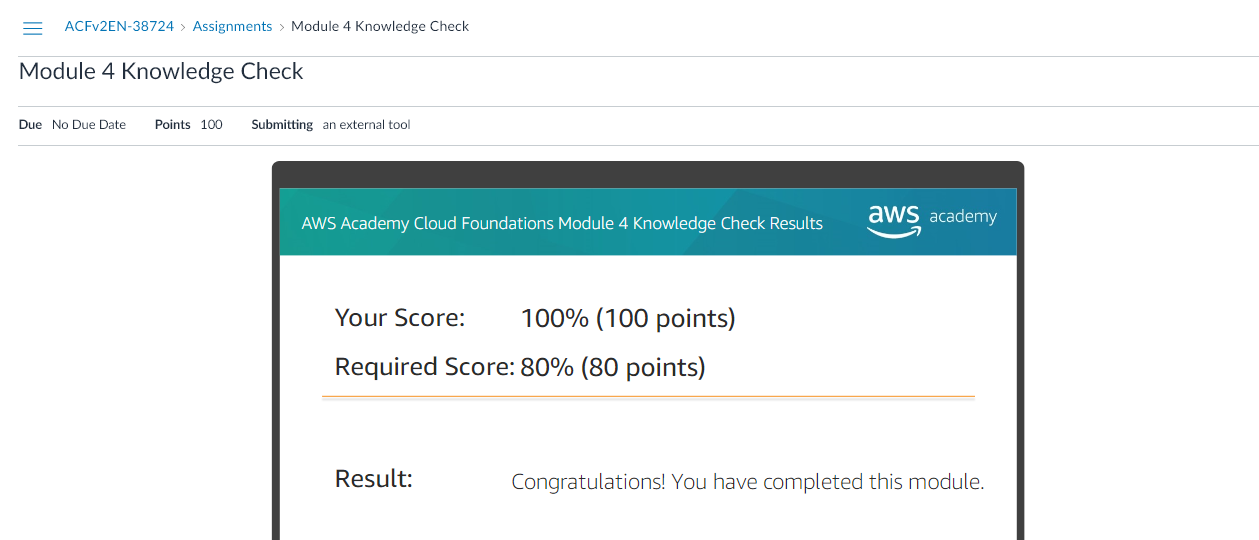 ACFv2EN-38724 > Assignments > Module 4 Knowledge Check
Module 4 Knowledge Check
Due No Due Date Points 100 Submitting an external tool
AWS Academy Cloud Foundations Module 4 Knowledge Check Results aws academy
Your Score: 100% (100 points)
Required Score: 80% (80 points)
Result: Congratulations! You have completed this module.